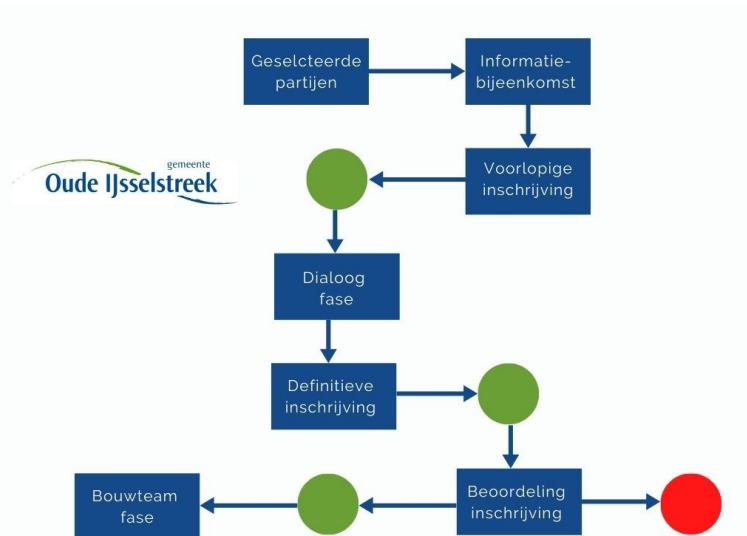 Geselcteerde
partijen
Informatie-
bijeenkomst
gemeente
Oude IJsselstreek
Voorlopige
inschrijving
Dialoog
fase
Definitieve
inschrijving
Beoordeling
inschrijving
Bouwteam
fase